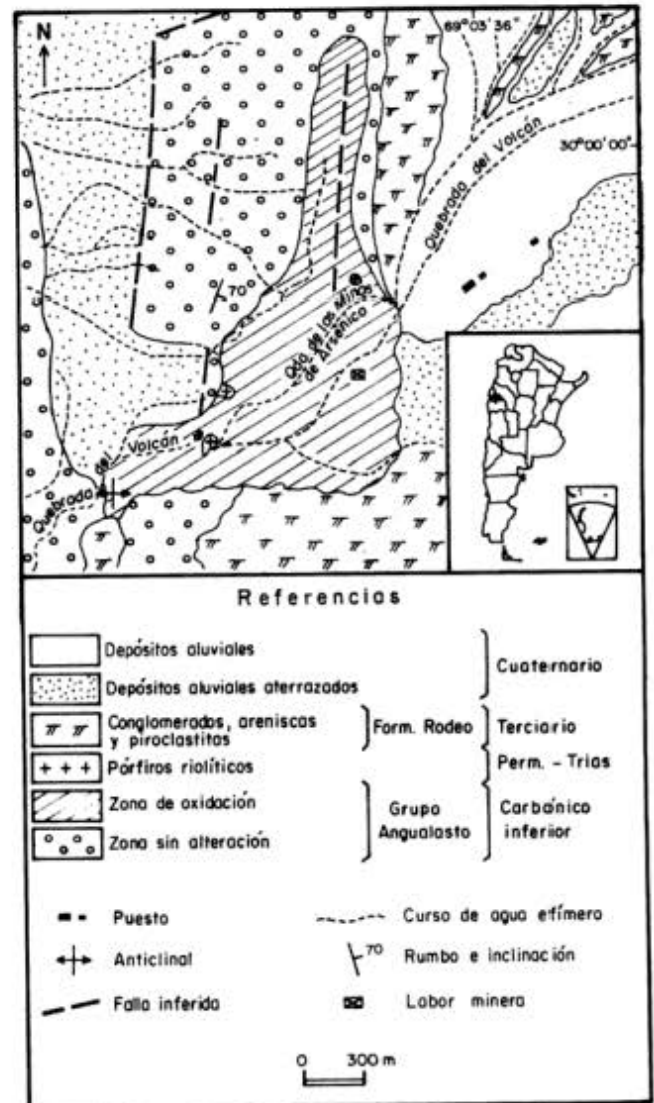 N
69°03'36"
30°00'00"
Quebrada del Volcán
Qda de las Minas
de Arsénico
70
Quebrada del Volcán
Referencias
Depósitos aluviales
Cuaternario
Depósitos aluviales aterrazados
Conglomerados, areniscas
y piroclastitas
Form. Rodeo
Terciario
Pórfiros riolíticos
Perm. - Trias
Zona de oxidación
Grupo
Angualasto
Carbónico
inferiior
Zona sin alteración
Puesto
Curso de agua efímero
Anticlinal
70
Rumbo e inclinación
Falla inferida
Labor minera
0 300 m